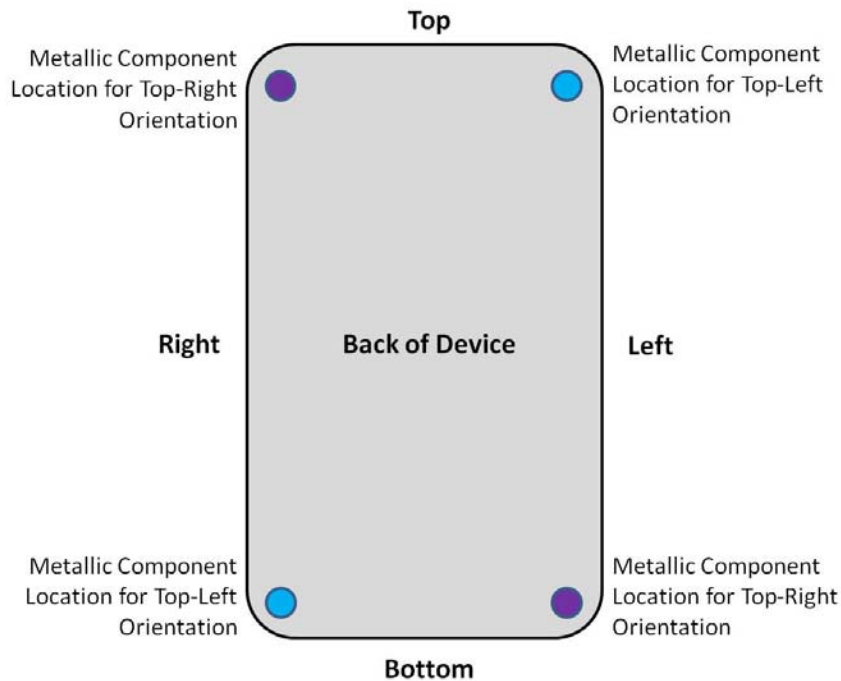 Top
Metallic Component
Location for Top-Right
Orientation
Metallic Component
Location for Top-Left
Orientation
Right
Back of Device
Left
Metallic Component
Location for Top-Left
Orientation
Metallic Component
Location for Top-Right
Orientation
Bottom